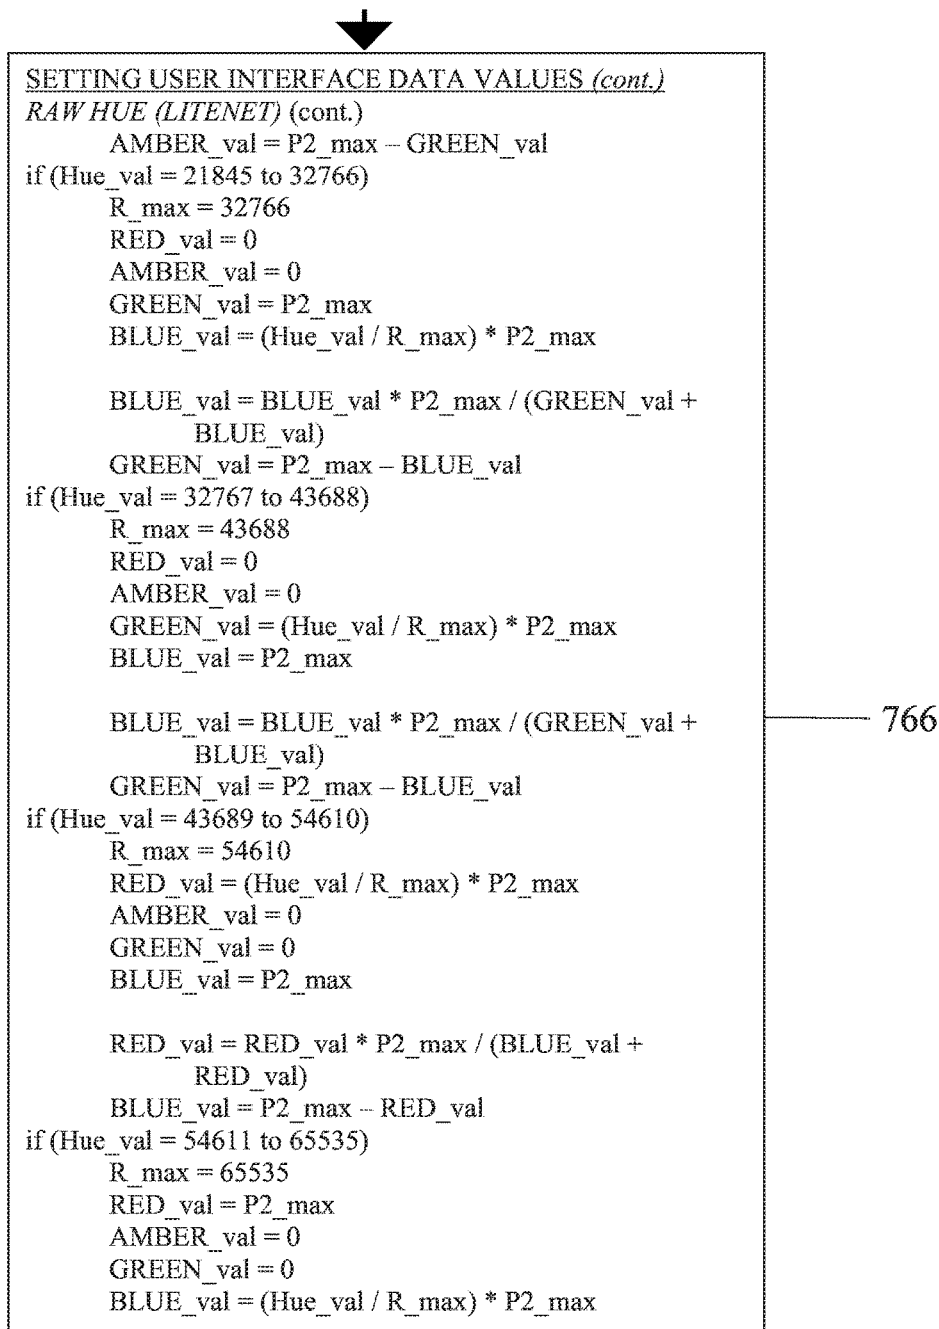 SETTING USER INTERFACE DATA VALUES (cont.)
RAW HUE (LITENET) (cont.)
AMBER_val = P2_max – GREEN_val
if (Hue_val = 21845 to 32766)
R_max = 32766
RED_val = 0
AMBER_val = 0
GREEN_val = P2_max
BLUE_val = (Hue_val / R_max) * P2_max
BLUE_val = BLUE_val * P2_max / (GREEN_val +
BLUE_val)
GREEN_val = P2_max – BLUE_val
if (Hue_val = 32767 to 43688)
R_max = 43688
RED_val = 0
AMBER_val = 0
GREEN_val = (Hue_val / R_max) * P2_max
BLUE_val = P2_max
BLUE_val = BLUE_val * P2_max / (GREEN_val +
BLUE_val)
GREEN_val = P2_max – BLUE_val
if (Hue_val = 43689 to 54610)
R_max = 54610
RED_val = (Hue_val / R_max) * P2_max
AMBER_val = 0
GREEN_val = 0
BLUE_val = P2_max
RED_val = RED_val * P2_max / (BLUE_val +
RED_val)
BLUE_val = P2_max – RED_val
if (Hue_val = 54611 to 65535)
R_max = 65535
RED_val = P2_max
AMBER_val = 0
GREEN_val = 0
BLUE_val = (Hue_val / R_max) * P2_max
766